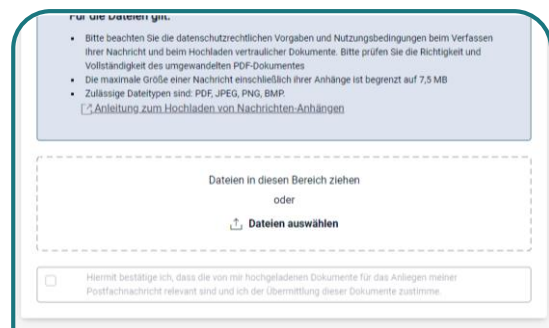 Für die Dateien gilt:
• Bitte beachten Sie die datenschutzrechtlichen Vorgaben und Nutzungsbedingungen beim Verfassen
Ihrer Nachricht und beim Hochladen vertraulicher Dokumente. Bitte prüfen Sie die Richtigkeit und
Vollständigkeit des umgewandelten PDF-Dokumentes
• Die maximale Größe einer Nachricht einschließlich ihrer Anhänge ist begrenzt auf 7,5 MB
• Zulässige Dateitypen sind: PDF, JPEG, PNG, BMP.
Anleitung zum Hochladen von Nachrichten-Anhängen
Dateien in diesen Bereich ziehen
oder
Dateien auswählen
Hiermit bestätige ich, dass die von mir hochgeladenen Dokumente für das Anliegen meiner
Postfachnachricht relevant sind und ich der Übermittlung dieser Dokumente zustimme.